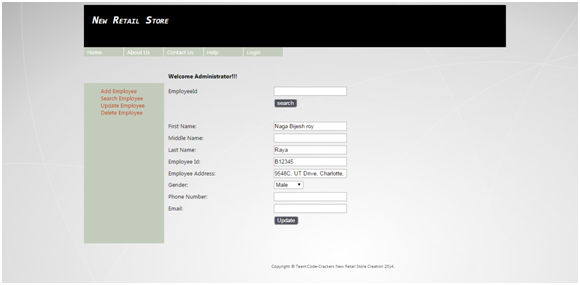 New Retail Store
Home About Us Contact Us Help Login
Welcome Administrator!!!
Add Employee
Search Employee
Update Employee
Delete Employee
EmployeeId
search
First Name: Naga Bijesh roy
Middle Name:
Last Name: Raya
Employee Id: B12345
Employee Address: 9548C, UT Drive, Charlotte,
Gender: Male
Phone Number:
Email:
Update
Copyright © Team:Code-Crackers New Retail Store Creation 2014.